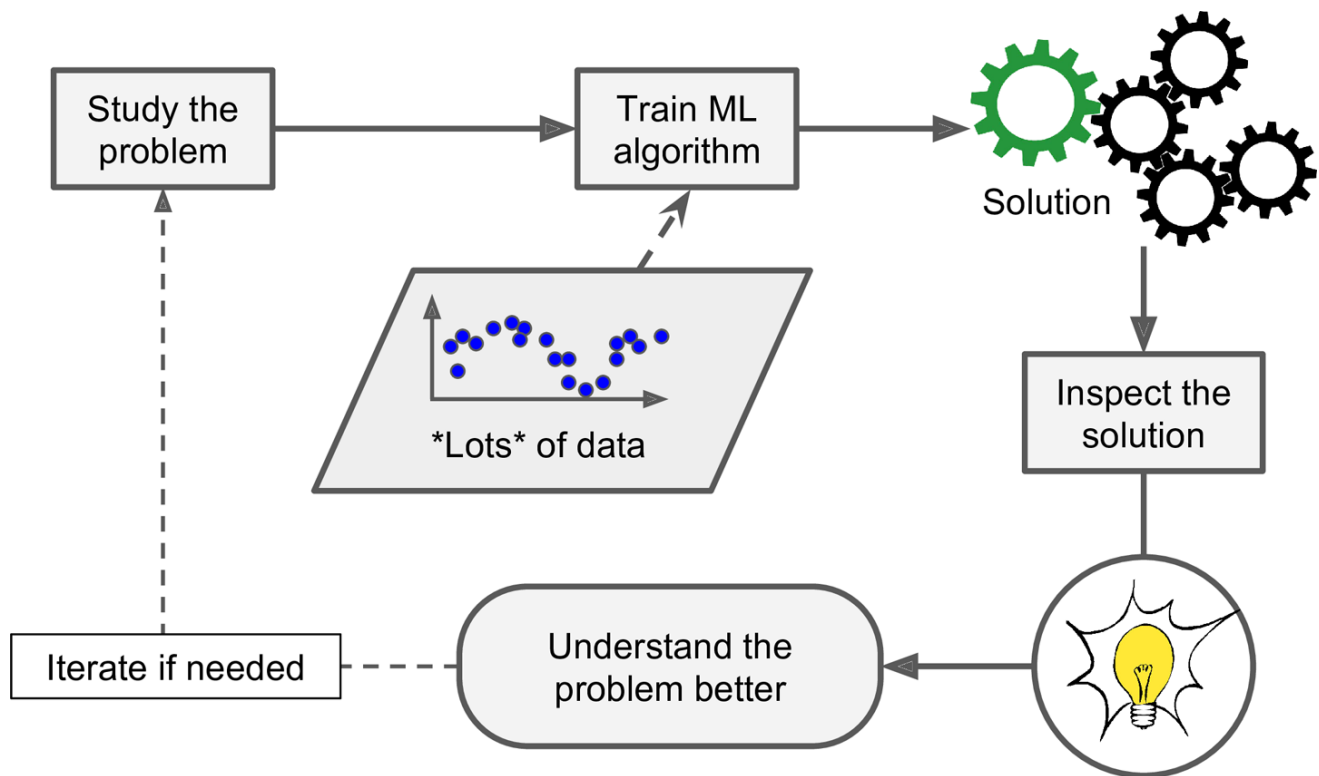 Study the
problem
Train ML
algorithm
Solution
*Lots* of data
Inspect the
solution
Understand the
problem better
Iterate if needed